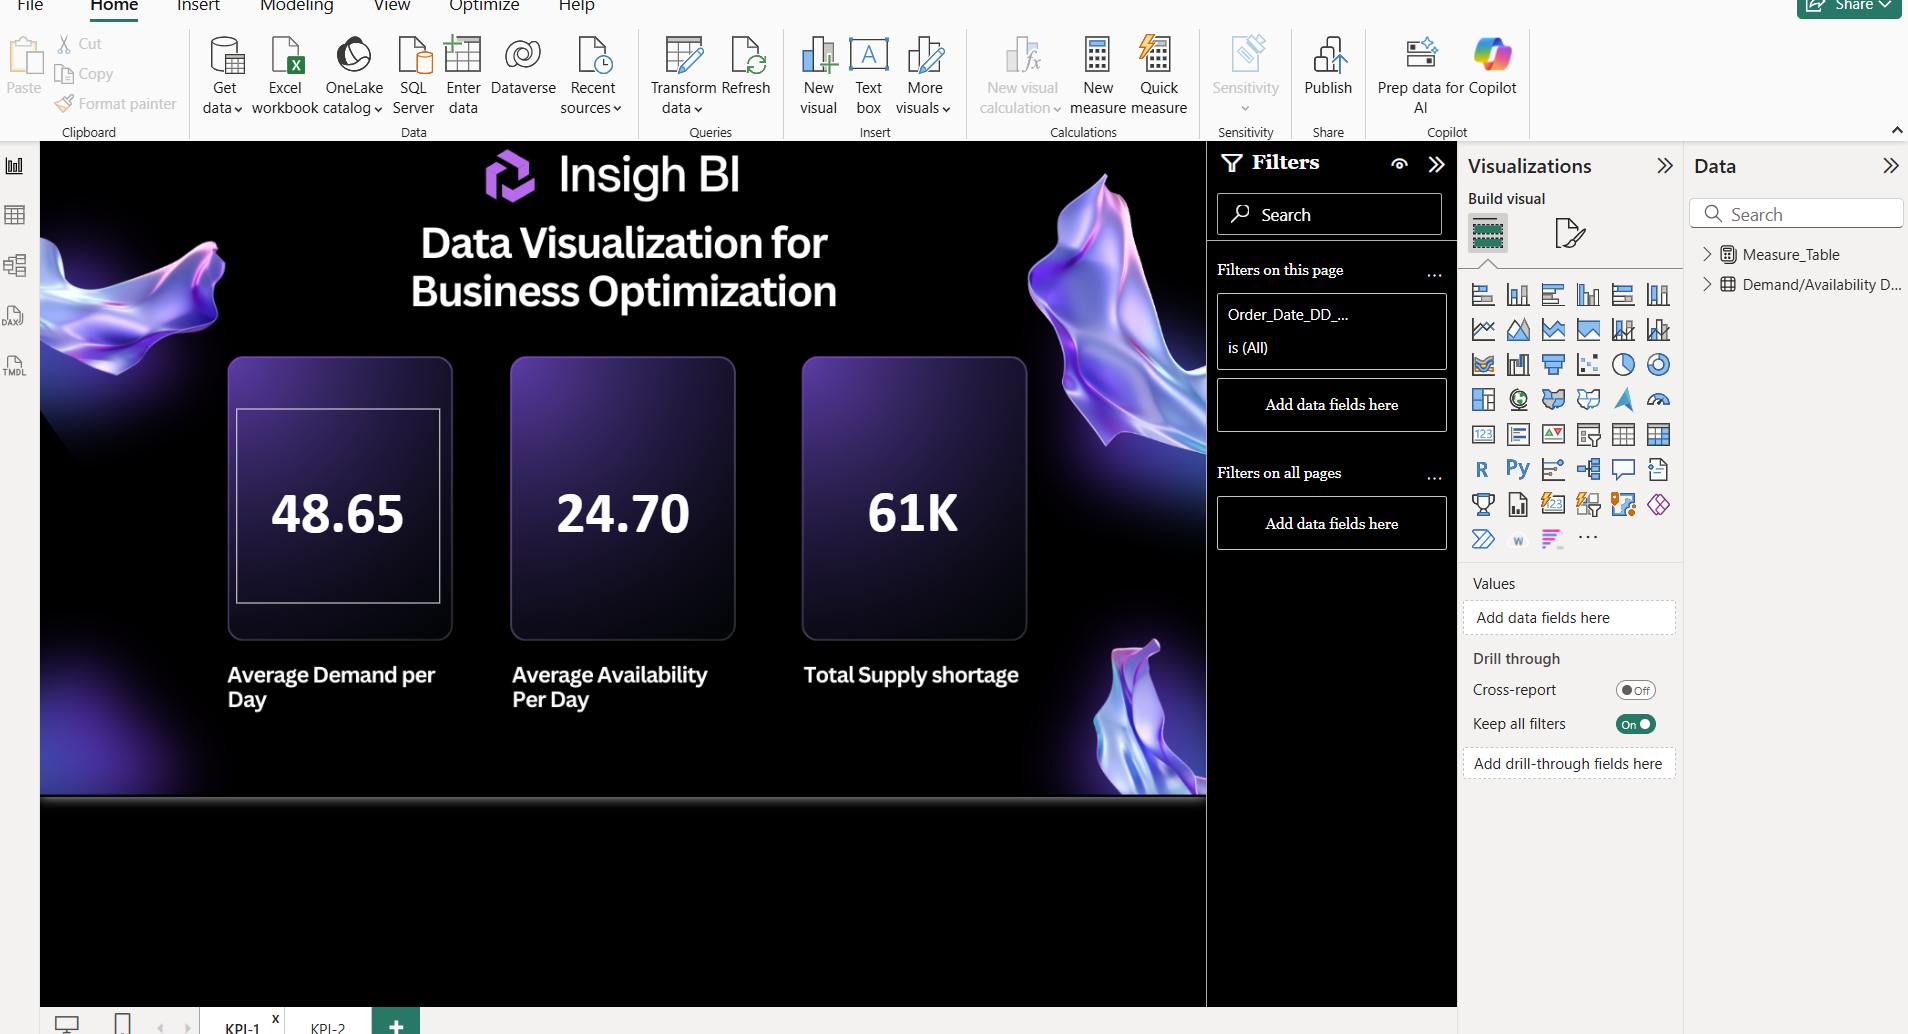 File Home Insert Modeling View Optimize Help Share
Paste
Cut
Copy
Format painter
Clipboard
Get data
Excel workbook
OneLake catalog
SQL Server
Enter data
Dataverse
Recent sources
Data
Transform data
Refresh
Queries
New visual
Text box
More visuals
Insert
New visual calculation
New measure
Quick measure
Calculations
Sensitivity
Sensitivity
Publish
Share
Prep data for AI
Copilot
Copilot
DAX
TMDL
Insigh BI
Data Visualization for
Business Optimization
48.65
24.70
61K
Average Demand per
Day
Average Availability
Per Day
Total Supply shortage
Filters
Search
Filters on this page
...
Order_Date_DD_...
is (All)
Add data fields here
Filters on all pages
...
Add data fields here
Visualizations
Build visual
123
R
Py
123
W
...
Values
Add data fields here
Drill through
Cross-report
Off
Keep all filters
On
Add drill-through fields here
Data
Search
Measure_Table
Demand/Availability D...
KPI-1 x
KPI-2
+